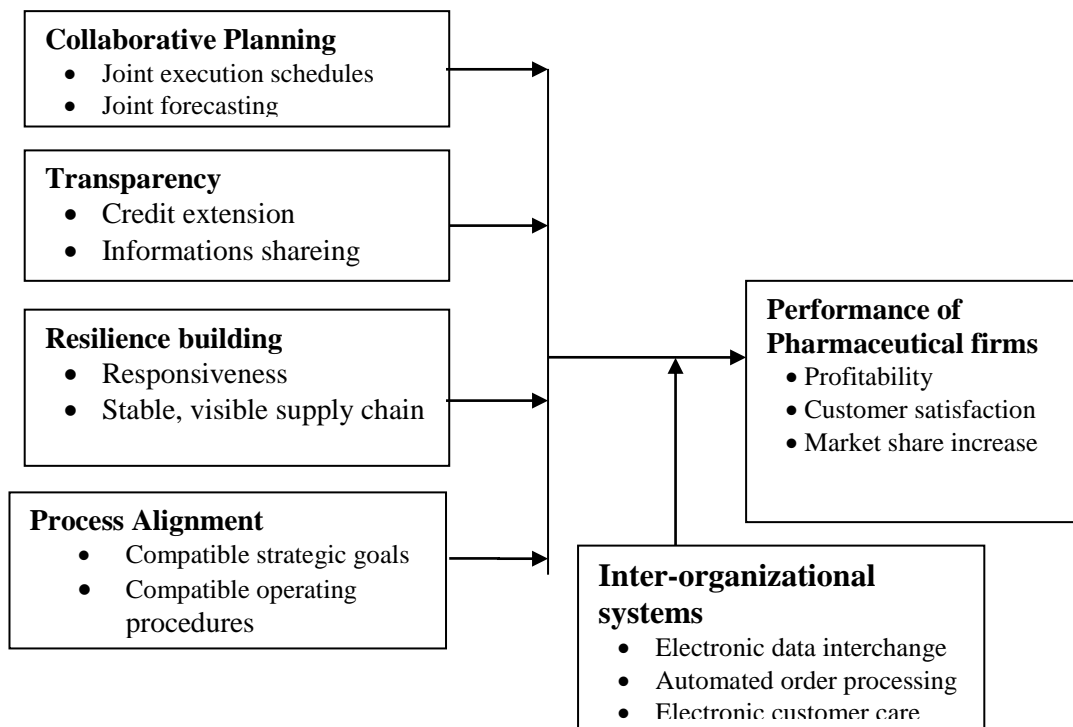 Collaborative Planning
• Joint execution schedules
• Joint forecasting
Transparency
• Credit extension
• Informations shareing
Resilience building
• Responsiveness
• Stable, visible supply chain
Process Alignment
• Compatible strategic goals
• Compatible operating
procedures
Performance of
Pharmaceutical firms
• Profitability
• Customer satisfaction
• Market share increase
Inter-organizational
systems
• Electronic data interchange
• Automated order processing
• Electronic customer care